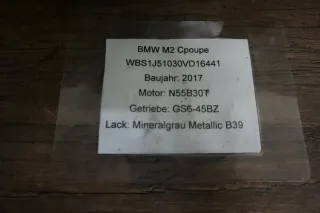 BMW M2 Cpoupe
WBS1J51030VD16441
Baujahr: 2017
Motor: N55B30T
Getriebe: GS6-45BZ
Lack: Mineralgrau Metallic B39